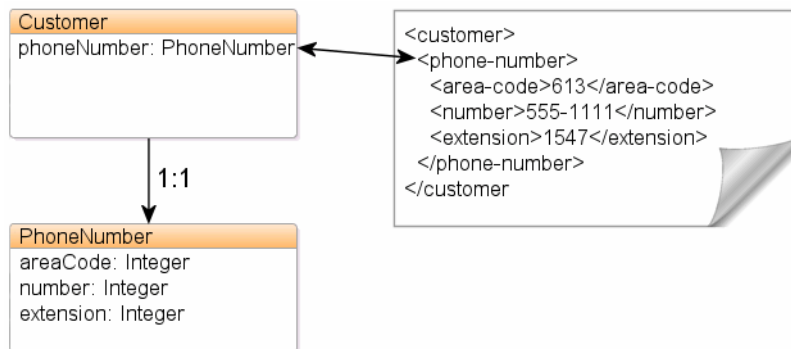 Customer
phoneNumber: PhoneNumber
1:1
PhoneNumber
areaCode: Integer
number: Integer
extension: Integer
<customer>
<phone-number>
<area-code>613</area-code>
<number>555-1111</number>
<extension>1547</extension>
</phone-number>
</customer